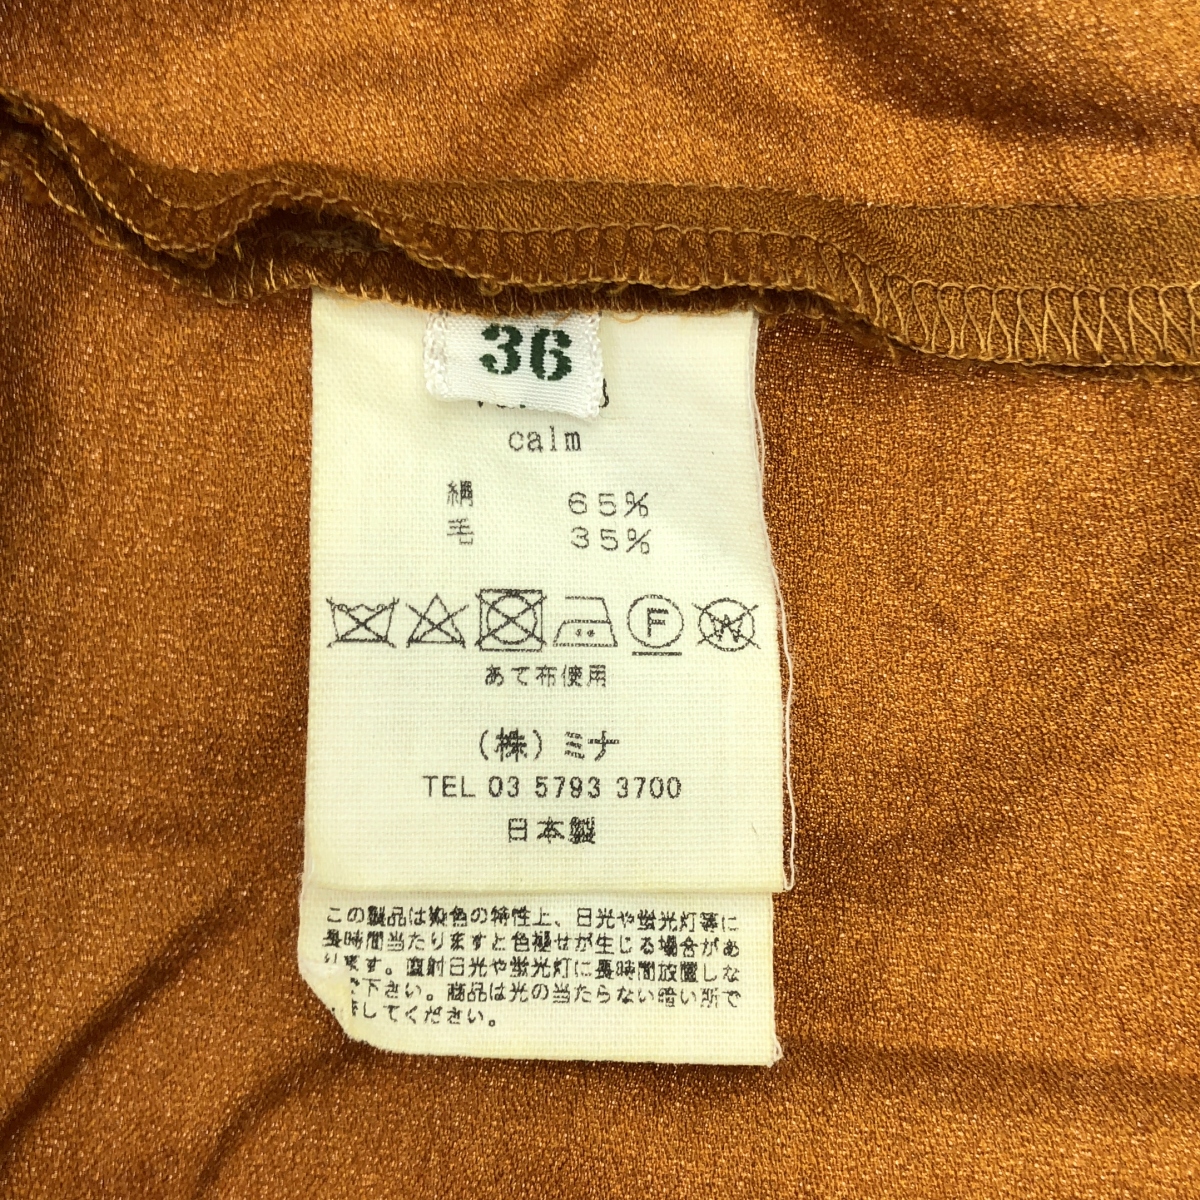 36
calm
絹 65%
毛 35%
F W
あて布使用
(株)ミナ
TEL 03 5793 3700
日本製
この製品は染色の特性上、日光や蛍光灯等に
長時間当たりますと色褪せが生じる場合があ
ります。直射日光や蛍光灯に長時間放置しな
で下さい。商品は光の当たらない暗い所で
してください。